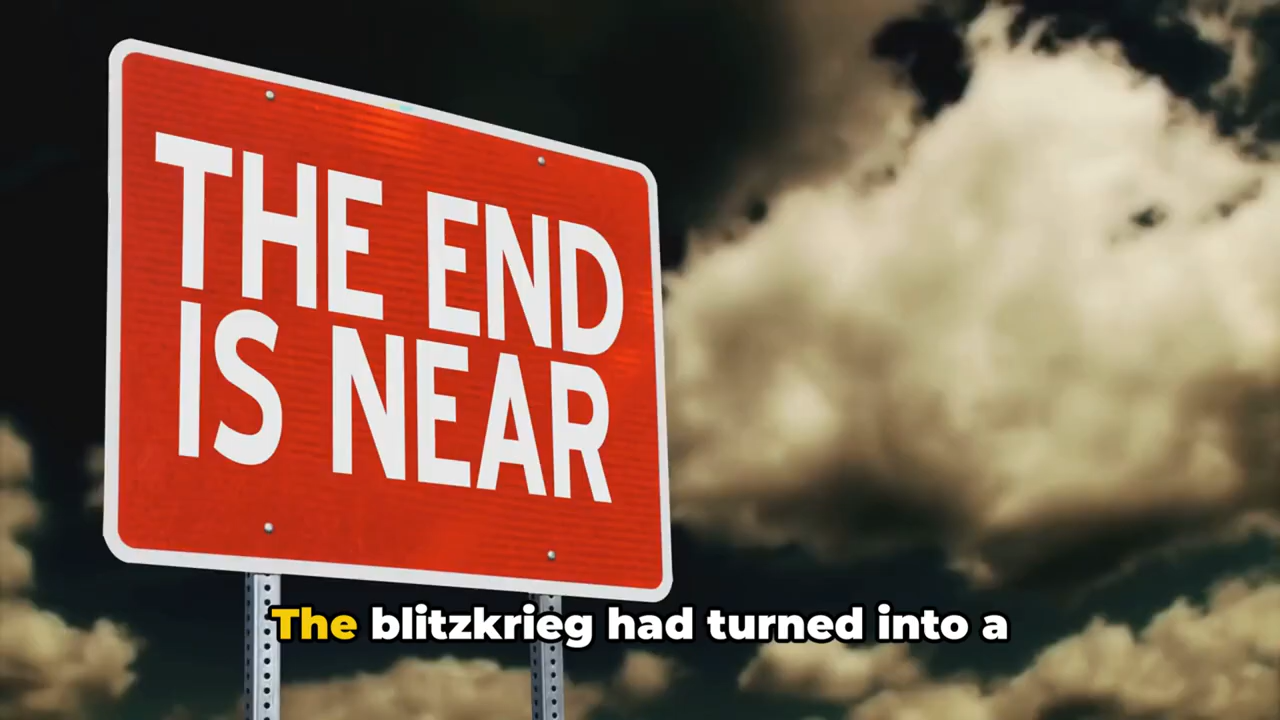 THE END
IS NEAR
The blitzkrieg had turned into a